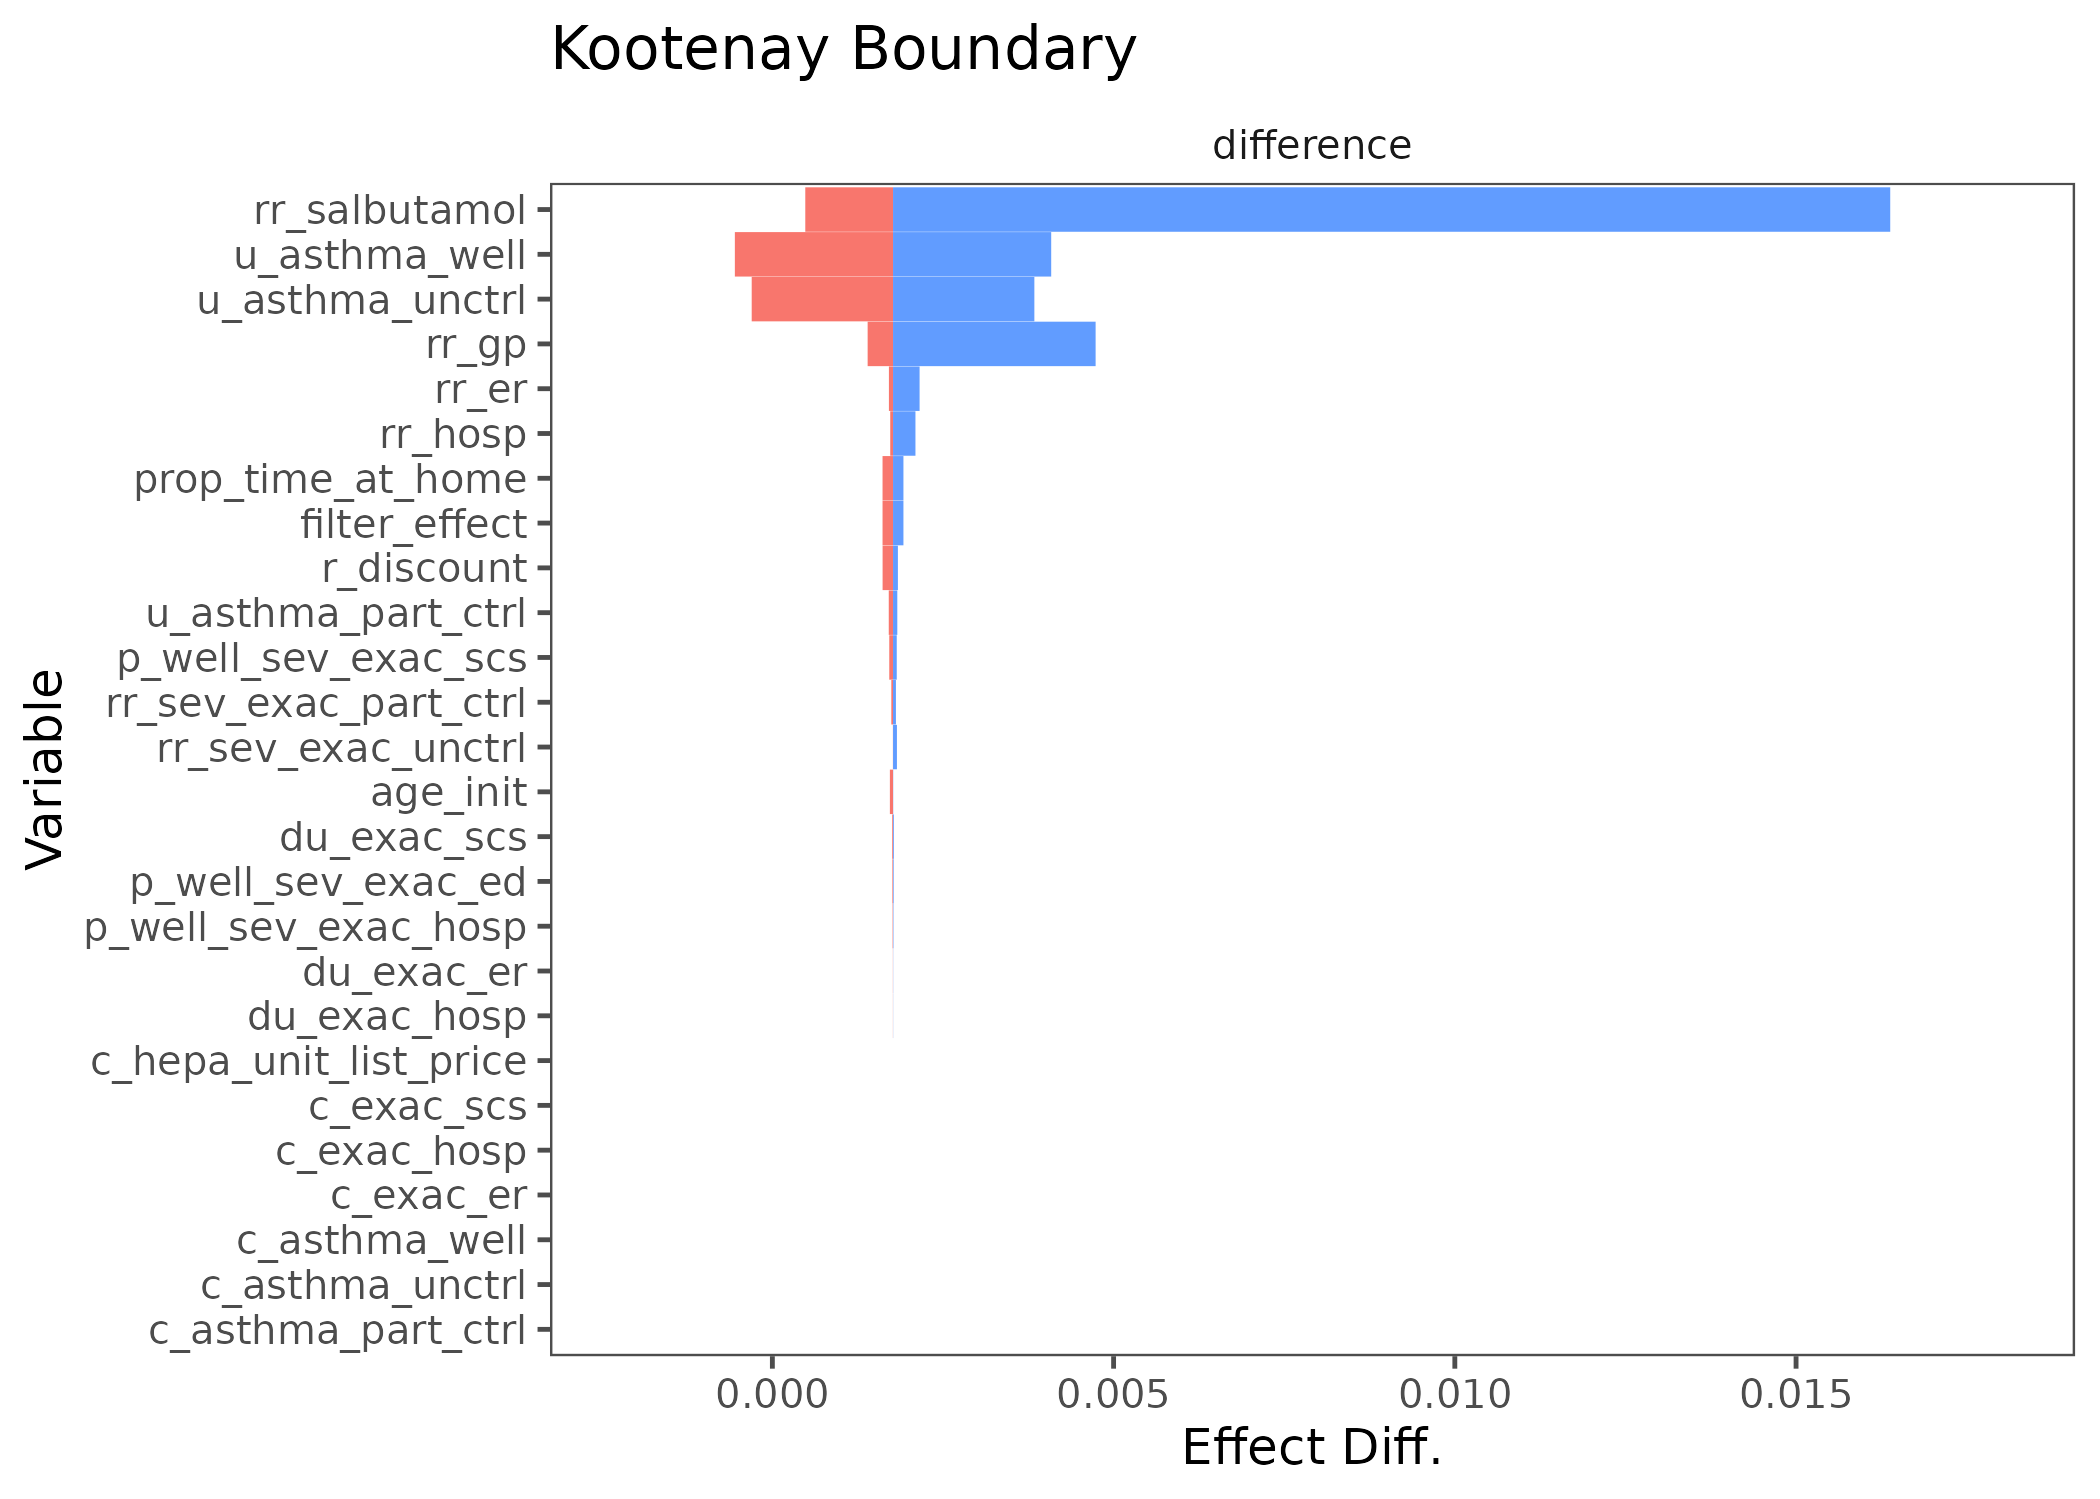 Kootenay Boundary
difference
rr_salbutamol
u_asthma_well
u_asthma_unctrl
rr_gp
rr_er
rr_hosp
prop_time_at_home
filter_effect
r_discount
u_asthma_part_ctrl
p_well_sev_exac_scs
rr_sev_exac_part_ctrl
rr_sev_exac_unctrl
age_init
du_exac_scs
p_well_sev_exac_ed
p_well_sev_exac_hosp
du_exac_er
du_exac_hosp
c_hepa_unit_list_price
c_exac_scs
c_exac_hosp
c_exac_er
c_asthma_well
c_asthma_unctrl
c_asthma_part_ctrl
Variable
0.000 0.005 0.010 0.015
Effect Diff.